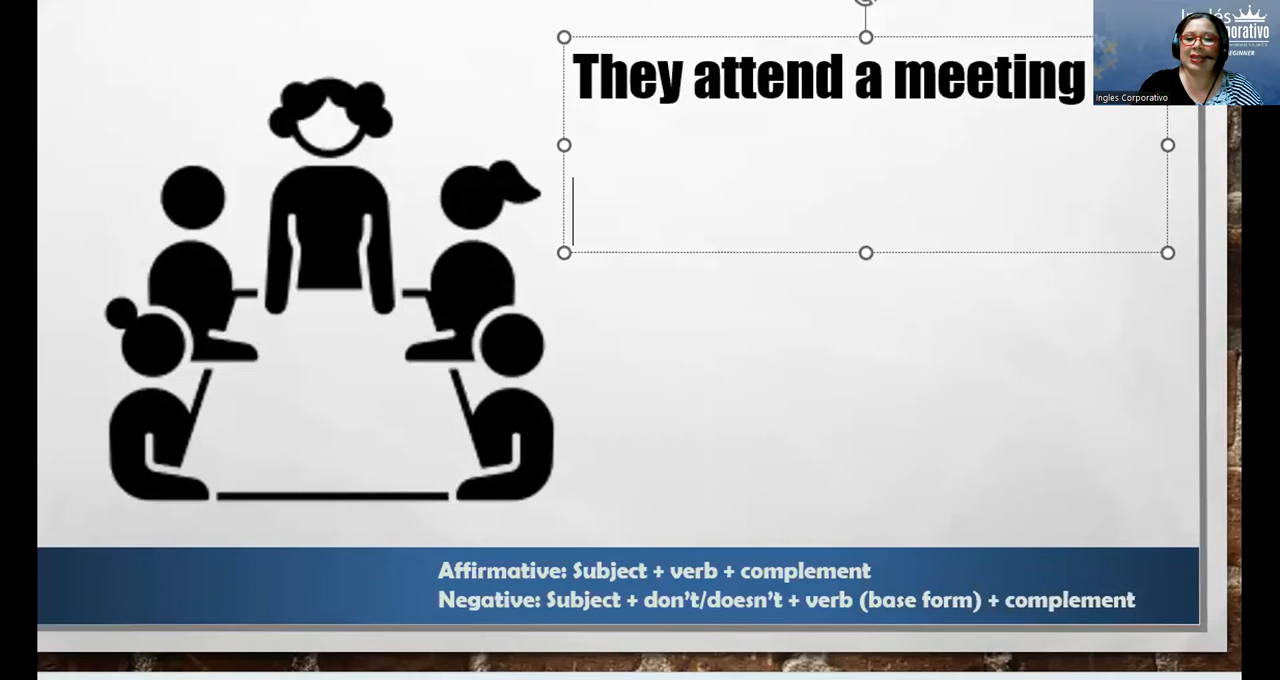 They attend a meeting
Ingles Corporativo
Affirmative: Subject + verb + complement
Negative: Subject + don't/doesn't + verb (base form) + complement